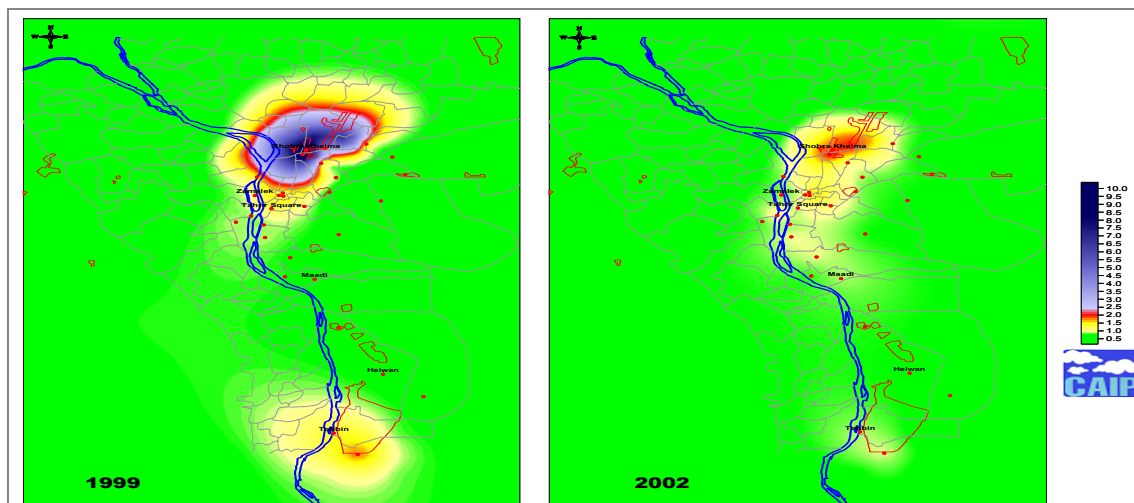 N
W E
S
Shobra Kheima
Zamalek
Tahrir Square
Maadi
Helwan
Tebbin
1999
N
W E
S
Shobra Kheima
Zamalek
Tahrir Square
Maadi
Helwan
Tebbin
2002
10.0
9.5
9.0
8.5
8.0
7.5
7.0
6.5
6.0
5.5
5.0
4.5
4.0
3.5
3.0
2.5
2.0
1.5
1.0
0.5
CAIP